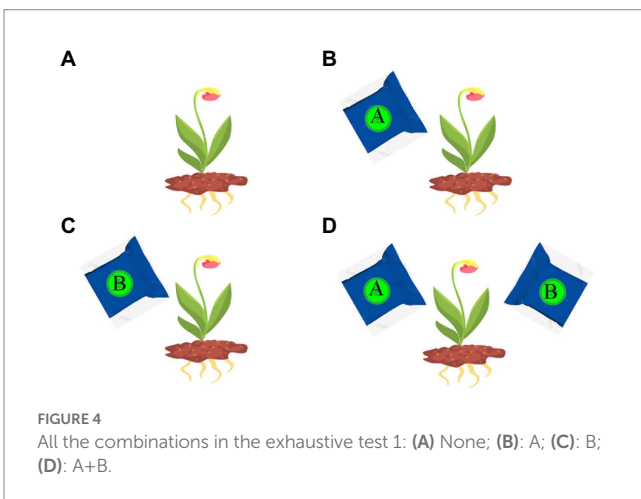 A
B
A
C
B
D
A
B
FIGURE 4
All the combinations in the exhaustive test 1: (A) None; (B): A; (C): B;
(D): A+B.